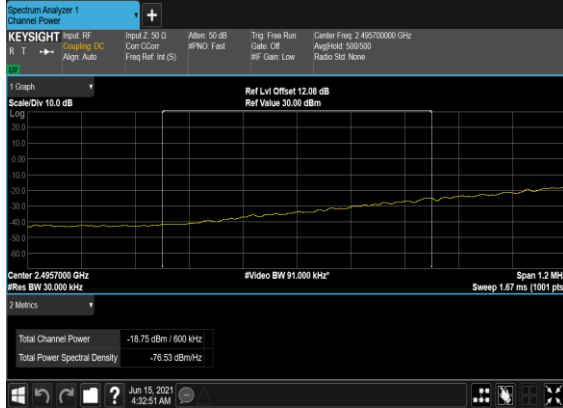 Spectrum Analyzer 1
Channel Power
+
KEYSIGHT Input: RF
R T Coupling: DC
Align: Auto
Input Z: 50 Ω
Corr CCorr
Freq Ref: Int (S)
Atten: 50 dB
#PNO: Fast
Trig: Free Run
Gate: Off
#IF Gain: Low
Center Freq: 2.495700000 GHz
Avg|Hold: 500/500
Radio Std: None
1 Graph
Scale/Div 10.0 dB
Ref Lvl Offset 12.08 dB
Ref Value 30.00 dBm
Log
20.0
10.0
0.00
-10.0
-20.0
-30.0
-40.0
-50.0
-60.0
Center 2.4957000 GHz
#Res BW 30.000 kHz
#Video BW 91.000 kHz*
Span 1.2 MH
Sweep 1.67 ms (1001 pts
2 Metrics
Total Channel Power -18.75 dBm / 600 kHz
Total Power Spectral Density -76.53 dBm/Hz
?
Jun 15, 2021
4:32:51 AM